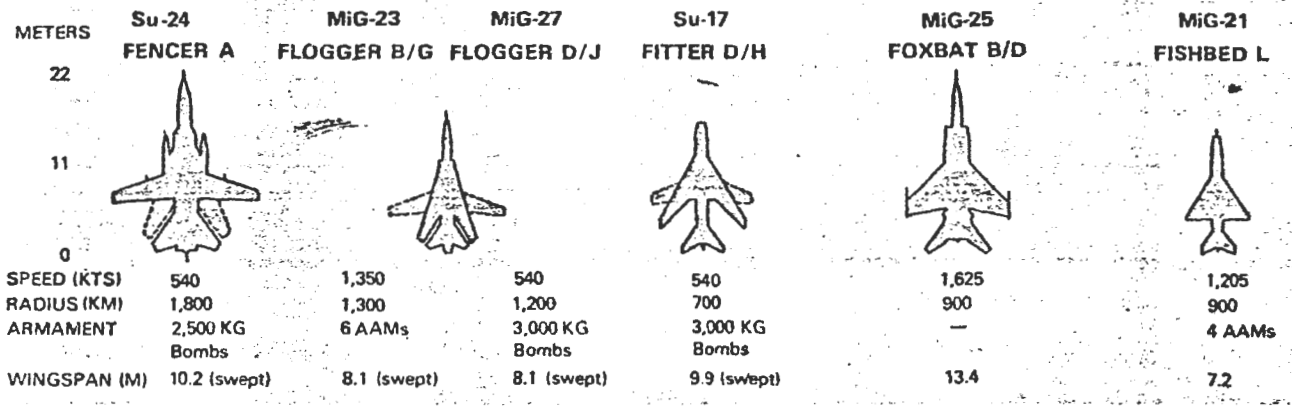 METERS Su-24 MiG-23 MiG-27 Su-17 MiG-25 MiG-21
FENCER A FLOGGER B/G FLOGGER D/J FITTER D/H FOXBAT B/D FISHBED L
22
11
0
SPEED (KTS) 540 1,350 540 540 1,625 1,205
RADIUS (KM) 1,800 1,300 1,200 700 900 900
ARMAMENT 2,500 KG 6 AAMs 3,000 KG 3,000 KG — 4 AAMs
Bombs Bombs Bombs
WINGSPAN (M) 10.2 (swept) 8.1 (swept) 8.1 (swept) 9.9 (swept) 13.4 7.2